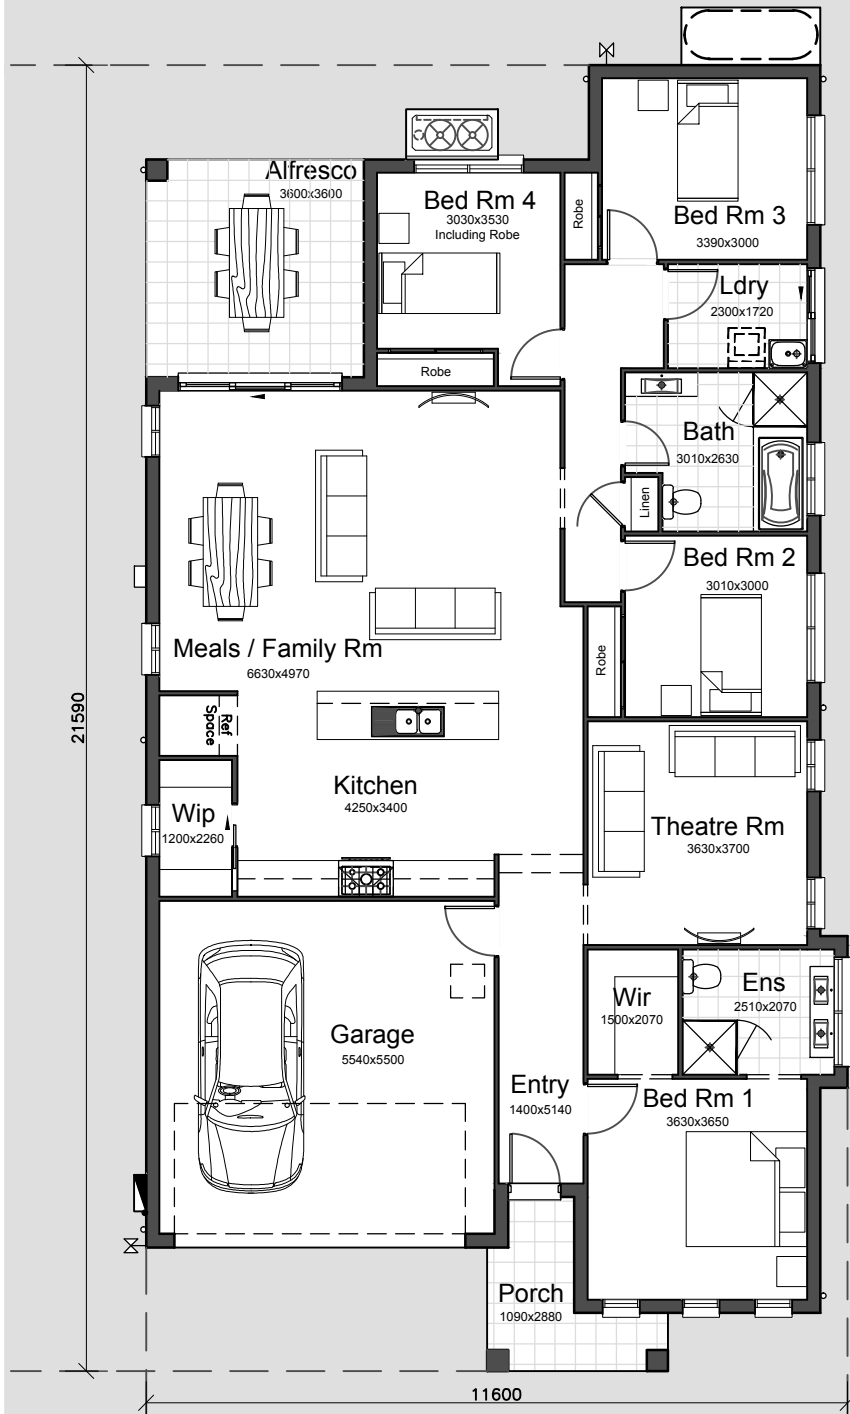 Alfresco
3600x3600
Bed Rm 4
3030x3530
Including Robe
Robe
Bed Rm 3
3390x3000
Ldry
2300x1720
Robe
Bath
3010x2630
Linen
Bed Rm 2
3010x3000
Meals / Family Rm
6630x4970
Robe
21590
Ref
Space
Kitchen
4250x3400
Wip
1200x2260
Theatre Rm
3630x3700
Wir
1500x2070
Ens
2510x2070
Garage
5540x5500
Entry
1400x5140
Bed Rm 1
3630x3650
Porch
1090x2880
11600